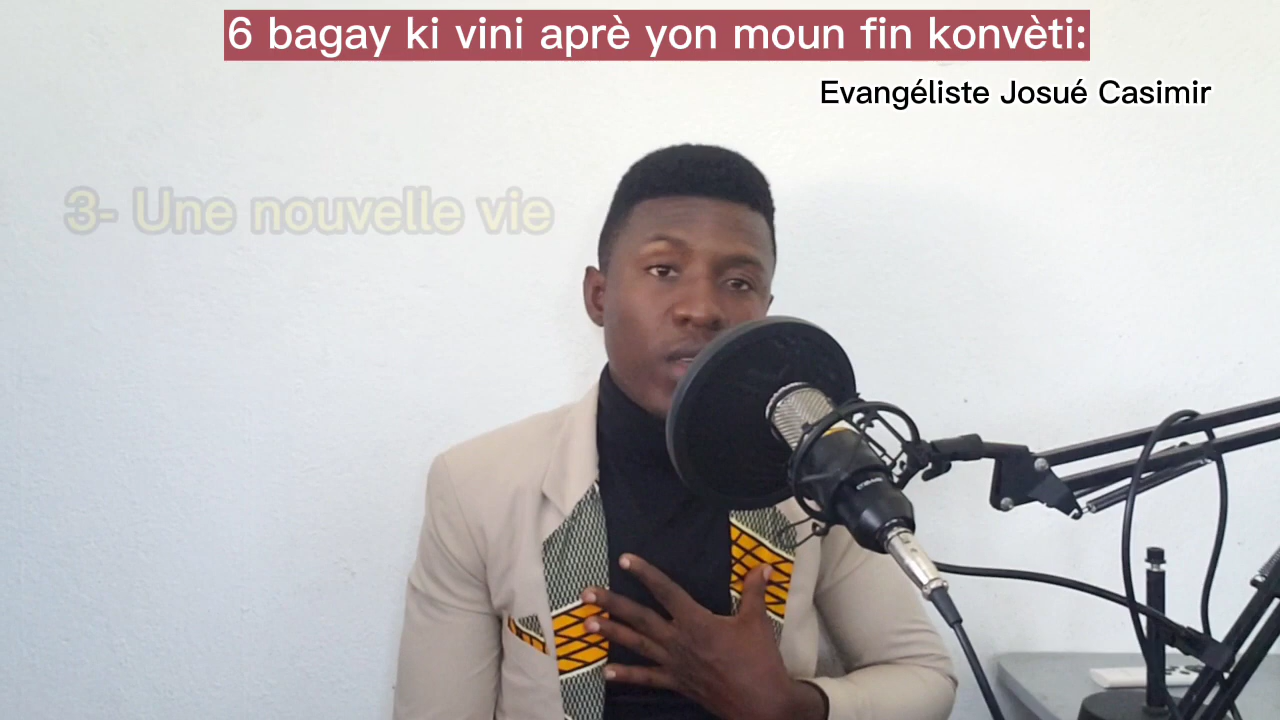 6 bagay ki vini aprè yon moun fin konvèti:
Evangéliste Josué Casimir
3- Une nouvelle vie